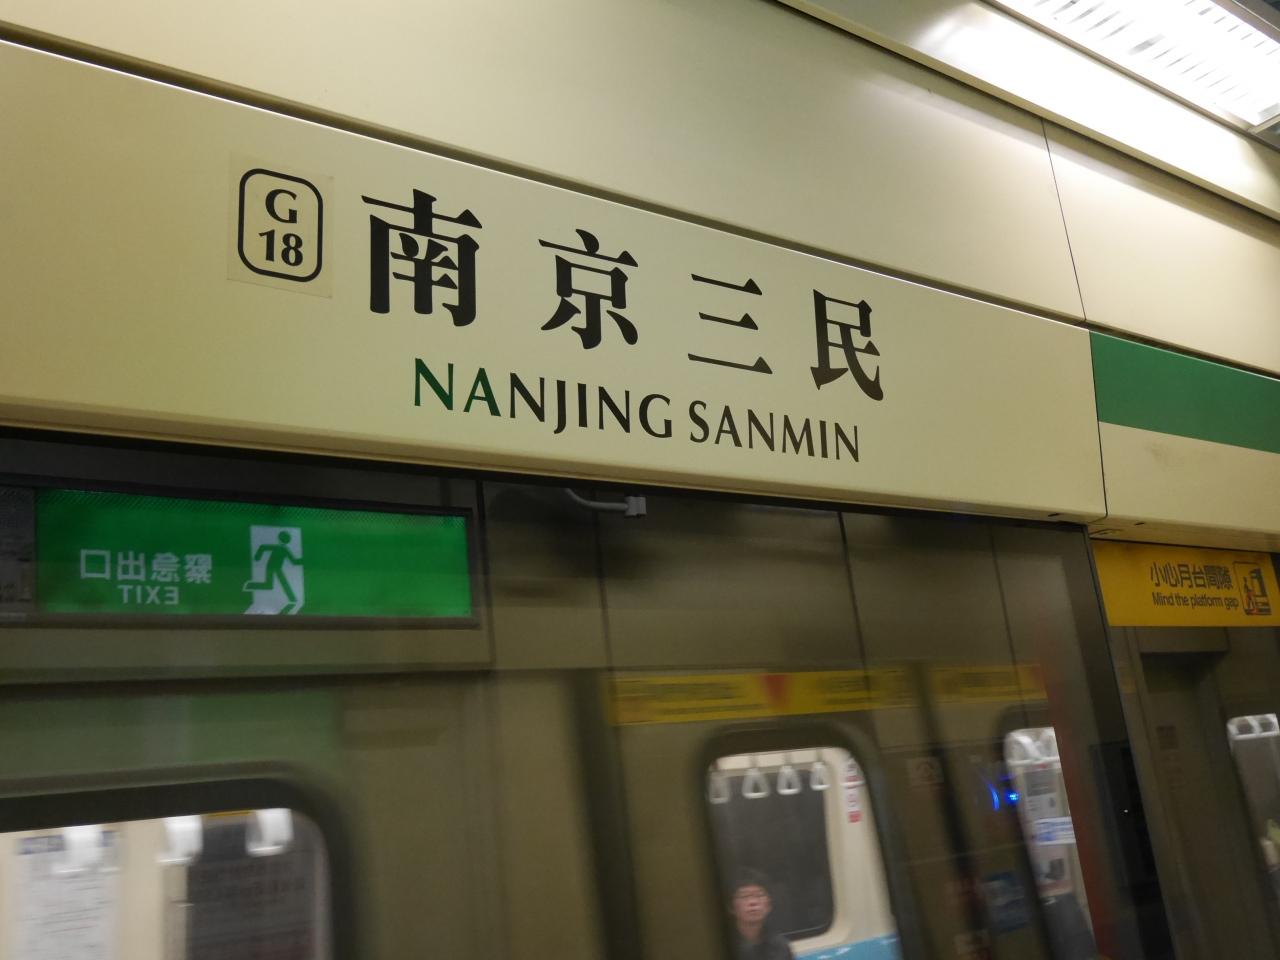 G
18
南京三民
NANJING SANMIN
緊急出口
EXIT
小心月台間隙
Mind the platform gap